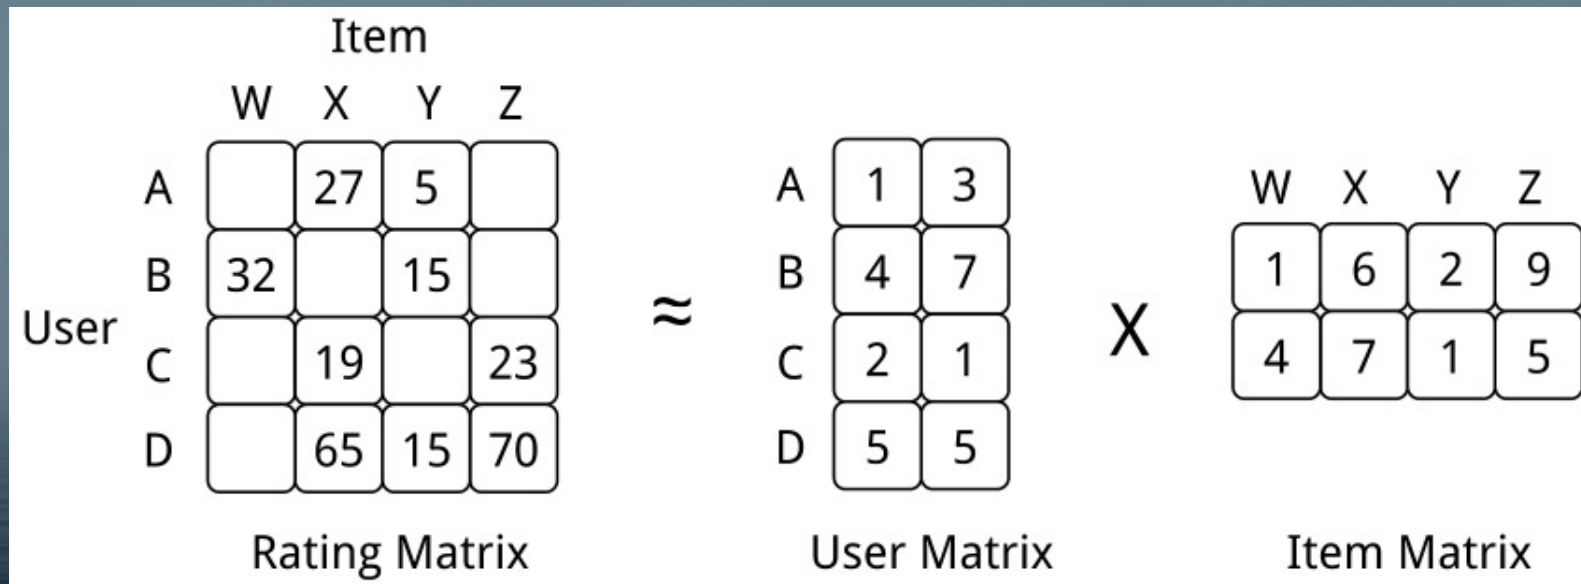 Item
W X Y Z
A 27 5
B 32 15
User
C 19 23
D 65 15 70
Rating Matrix
≈
A 1 3
B 4 7
C 2 1
D 5 5
User Matrix
X
W X Y Z
1 6 2 9
4 7 1 5
Item Matrix